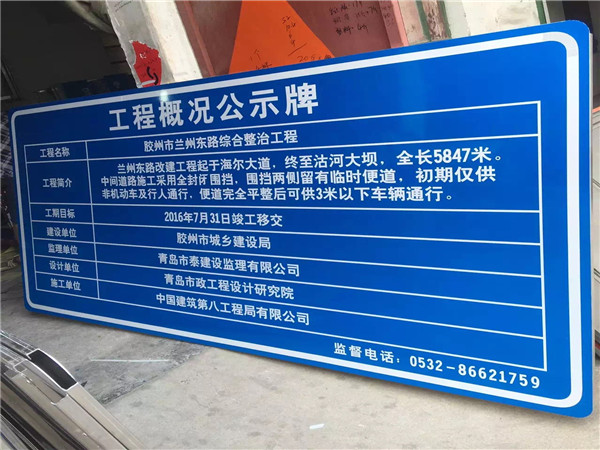 工程概况公示牌
工程名称 胶州市兰州东路综合整治工程
工程简介 兰州东路改建工程起于海尔大道，终至沽河大坝，全长5847米。
中间道路施工采用全封闭围挡，围挡两侧留有临时便道，初期仅供
非机动车及行人通行，便道完全平整后可供3米以下车辆通行。
工期目标 2016年7月31日竣工移交
建设单位 胶州市城乡建设局
监理单位 青岛市泰建设监理有限公司
设计单位 青岛市政工程设计研究院
施工单位 中国建筑第八工程局有限公司
监督电话：0532-86621759